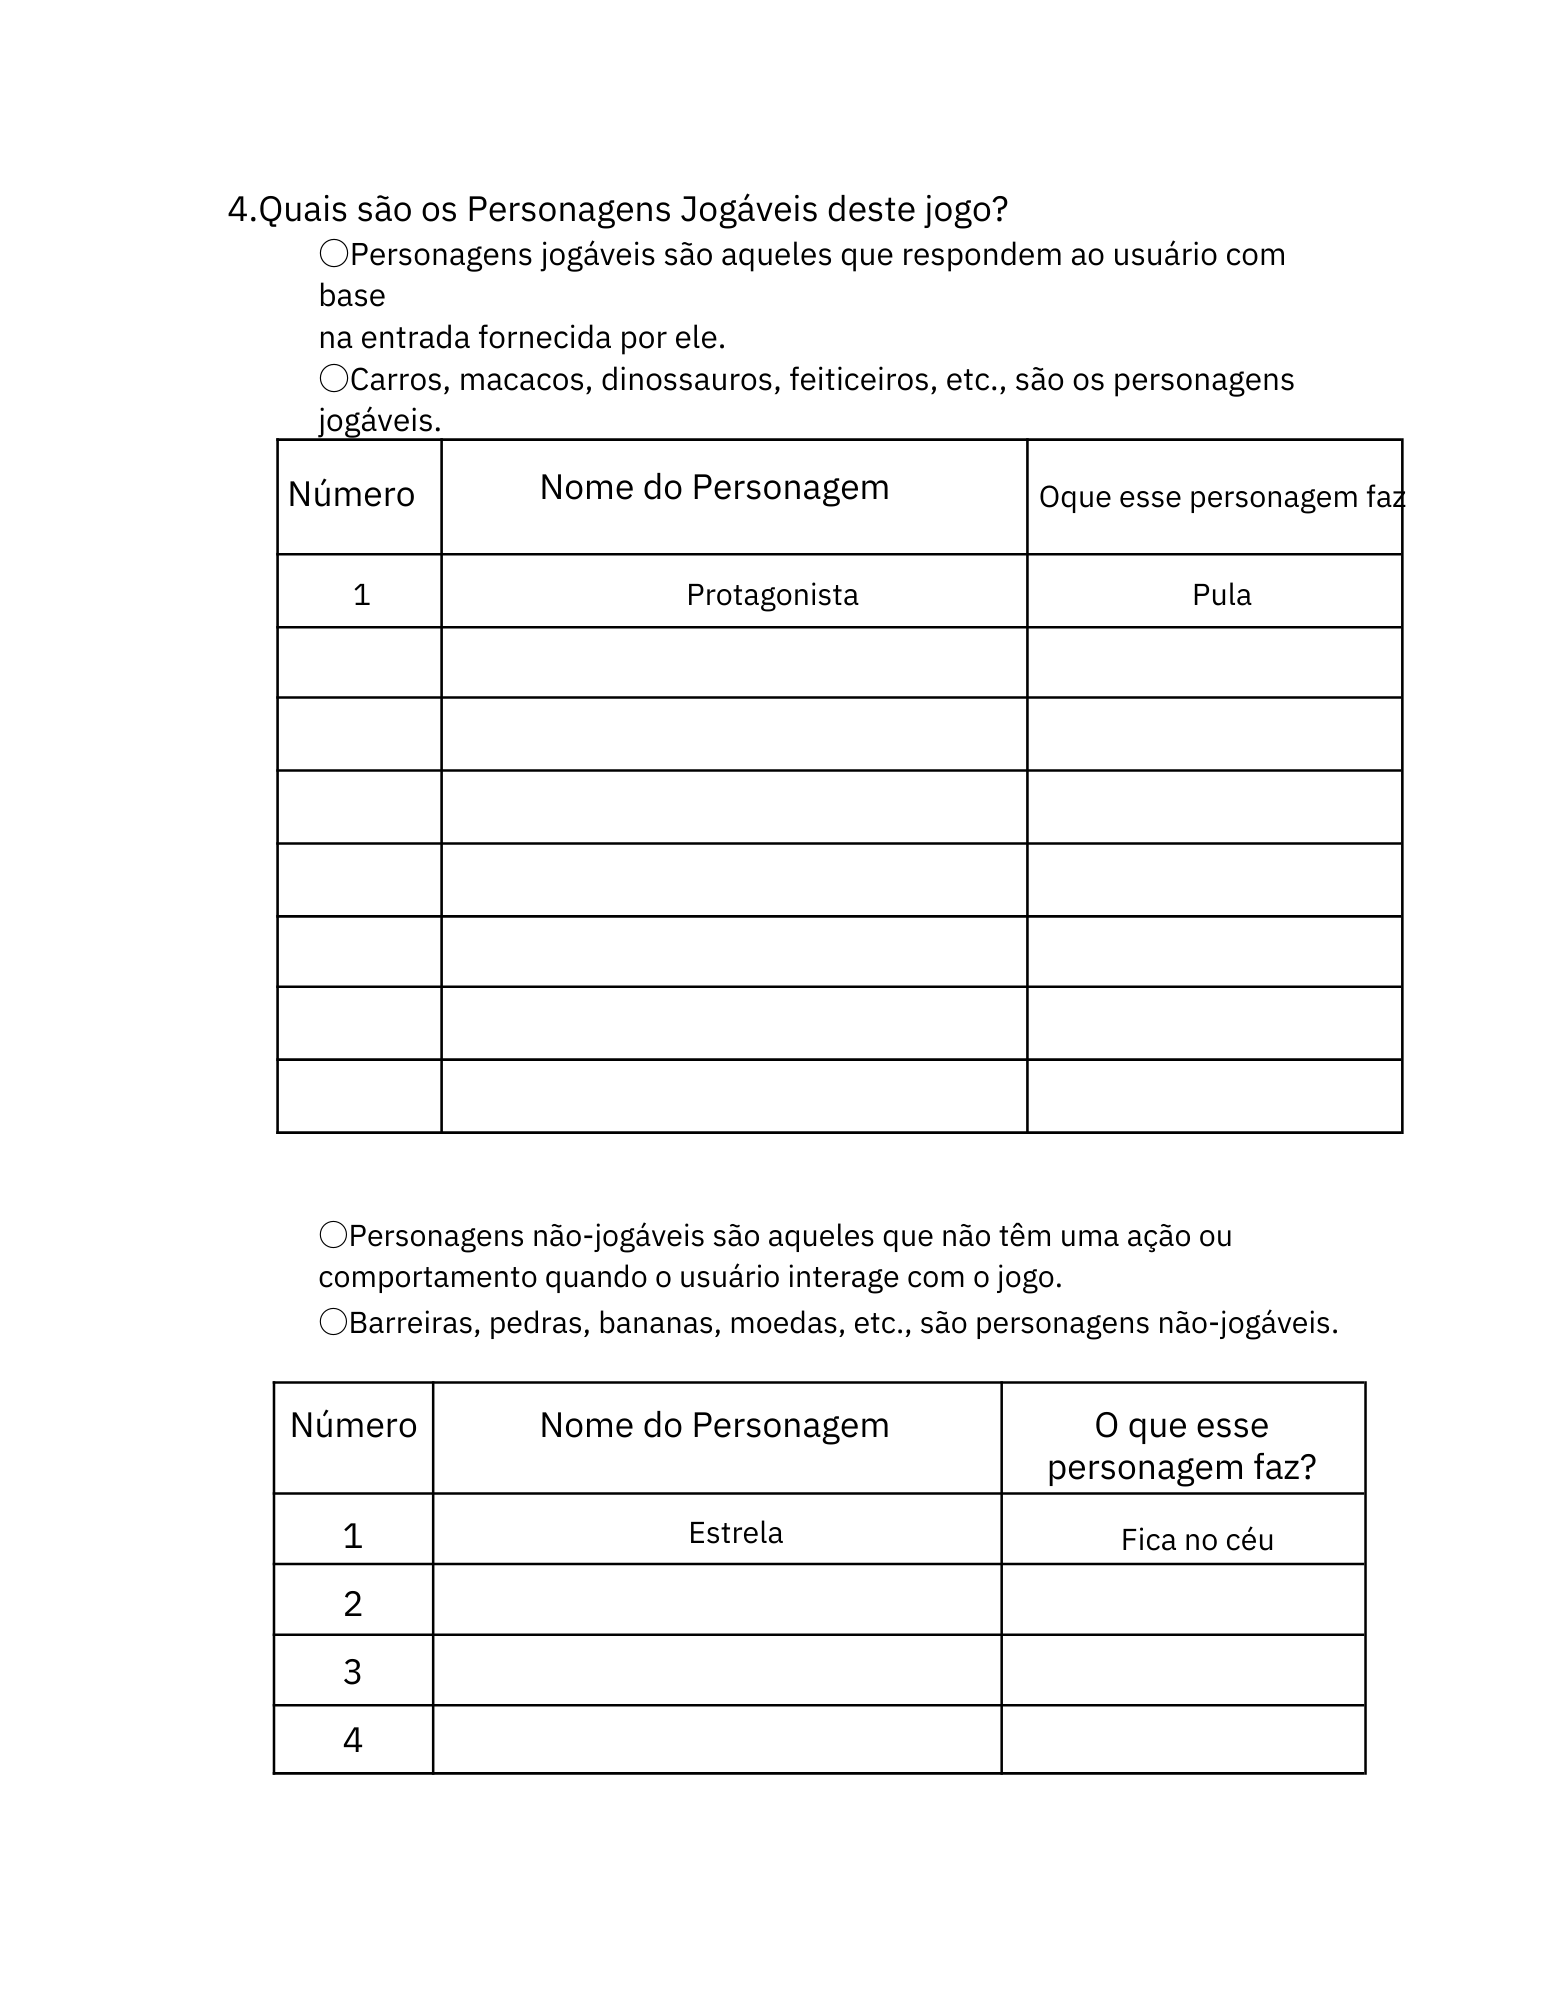 4.Quais são os Personagens Jogáveis deste jogo?
○Personagens jogáveis são aqueles que respondem ao usuário com
base
na entrada fornecida por ele.
○Carros, macacos, dinossauros, feiticeiros, etc., são os personagens
jogáveis.
Número Nome do Personagem Oque esse personagem faz
1 Protagonista Pula
○Personagens não-jogáveis são aqueles que não têm uma ação ou
comportamento quando o usuário interage com o jogo.
○Barreiras, pedras, bananas, moedas, etc., são personagens não-jogáveis.
Número Nome do Personagem O que esse
personagem faz?
1 Estrela Fica no céu
2
3
4